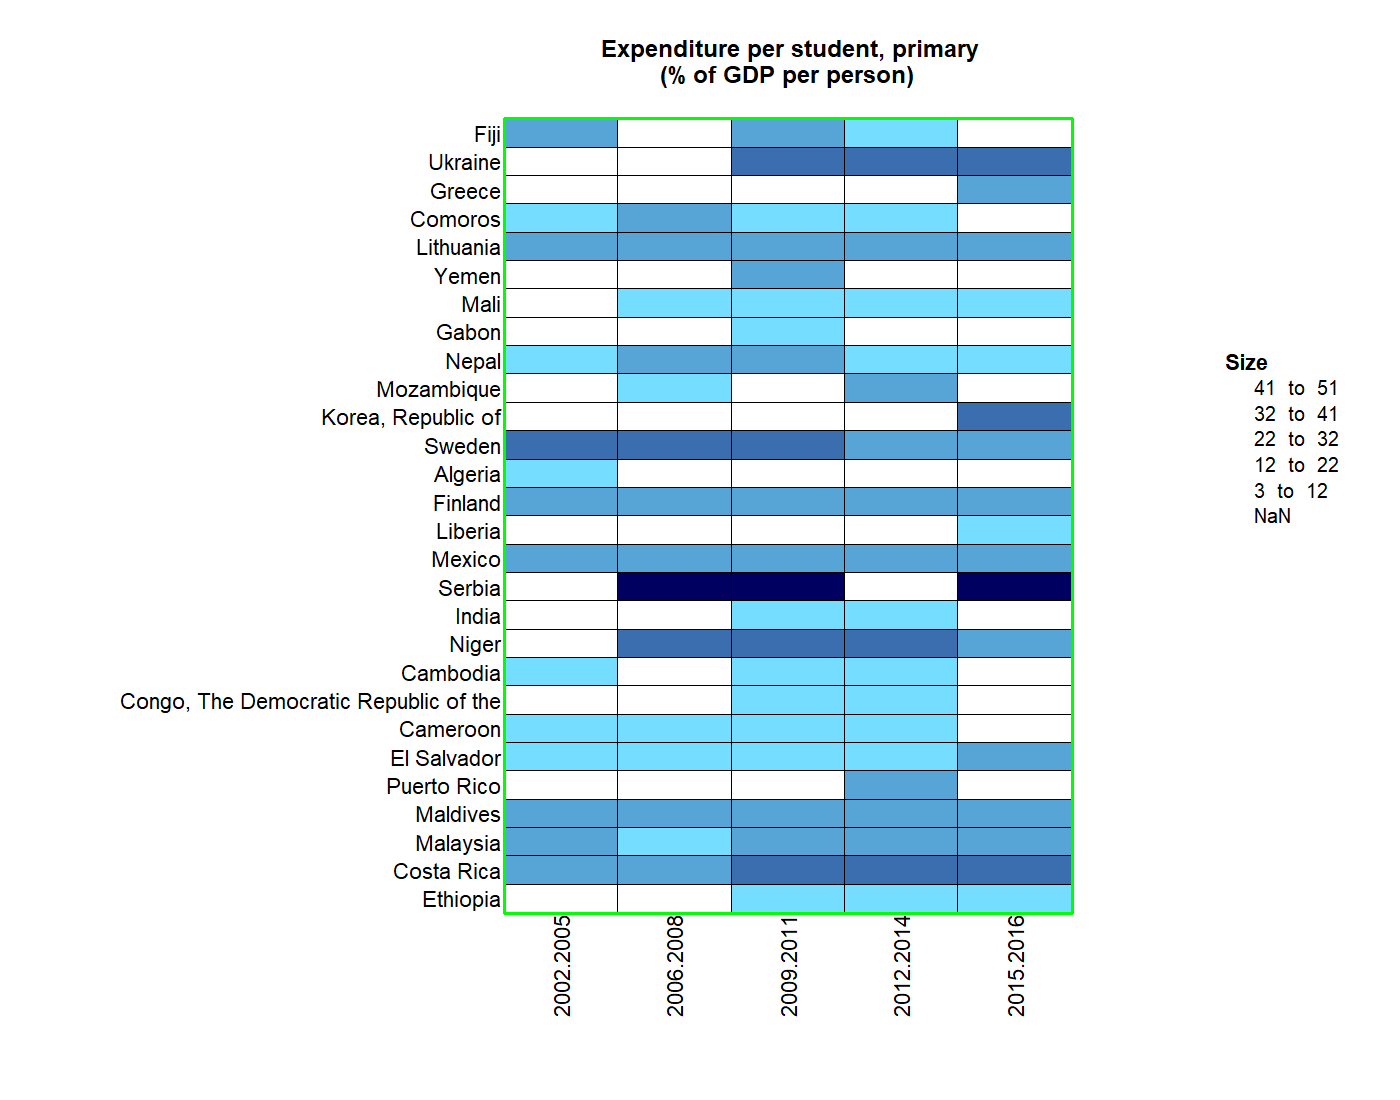 Expenditure per student, primary
(% of GDP per person)
Fiji
Ukraine
Greece
Comoros
Lithuania
Yemen
Mali
Gabon
Nepal
Mozambique
Korea, Republic of
Sweden
Algeria
Finland
Liberia
Mexico
Serbia
India
Niger
Cambodia
Congo, The Democratic Republic of the
Cameroon
El Salvador
Puerto Rico
Maldives
Malaysia
Costa Rica
Ethiopia
2002.2005
2006.2008
2009.2011
2012.2014
2015.2016
Size
41 to 51
32 to 41
22 to 32
12 to 22
3 to 12
NaN